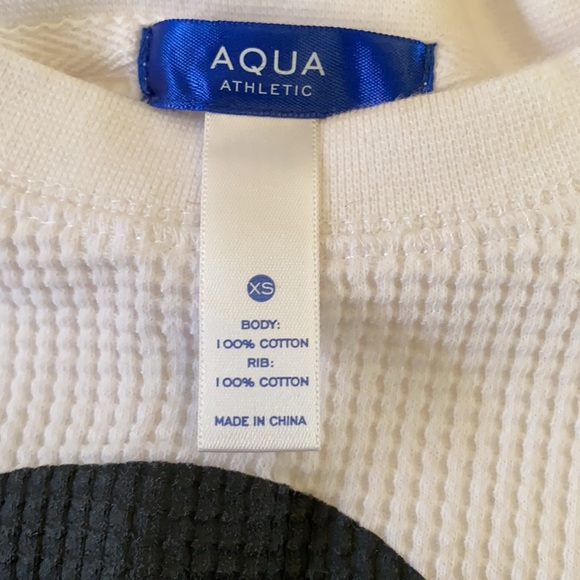 AQUA
ATHLETIC
XS
BODY:
100% COTTON
RIB:
100% COTTON
MADE IN CHINA